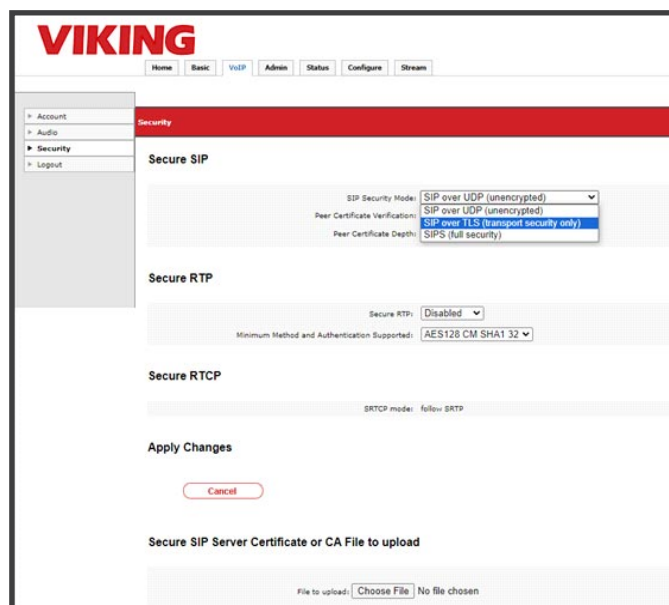 VIKING
Home Basic VoIP Admin Status Configure Stream
Account
Audio
Security
Logout
Security
Secure SIP
SIP Security Mode: SIP over UDP (unencrypted)
SIP over UDP (unencrypted)
SIP over TLS (transport security only)
SIPS (full security)
Peer Certificate Verification:
Peer Certificate Depth:
Secure RTP
Secure RTP: Disabled
Minimum Method and Authentication Supported: AES128 CM SHA1 32
Secure RTCP
SRTCP mode: follow SRTP
Apply Changes
Cancel
Secure SIP Server Certificate or CA File to upload
File to upload: Choose File No file chosen